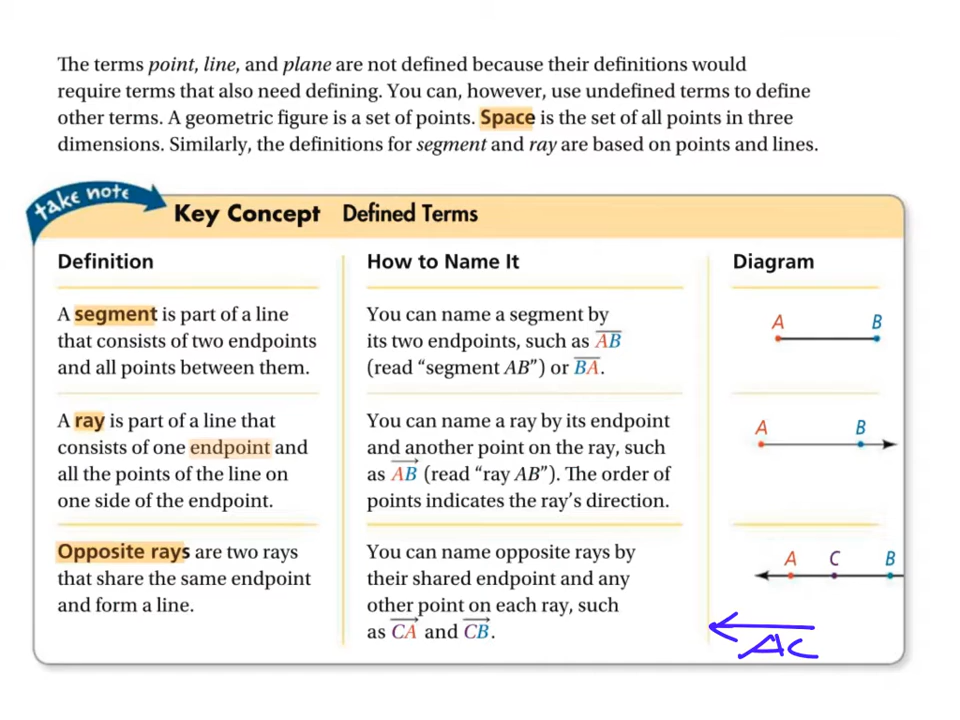 The terms point, line, and plane are not defined because their definitions would
require terms that also need defining. You can, however, use undefined terms to define
other terms. A geometric figure is a set of points. Space is the set of all points in three
dimensions. Similarly, the definitions for segment and ray are based on points and lines.
take note
Key Concept Defined Terms
Definition
How to Name It
Diagram
A segment is part of a line
that consists of two endpoints
and all points between them.
You can name a segment by
its two endpoints, such as A̅B̅
(read “segment AB”) or B̅A̅.
A B
A ray is part of a line that
consists of one endpoint and
all the points of the line on
one side of the endpoint.
You can name a ray by its endpoint
and another point on the ray, such
as A⃗B⃗ (read “ray AB”). The order of
points indicates the ray’s direction.
A B
Opposite rays are two rays
that share the same endpoint
and form a line.
You can name opposite rays by
their shared endpoint and any
other point on each ray, such
as C⃗A⃗ and C⃗B⃗.
A C B
AC